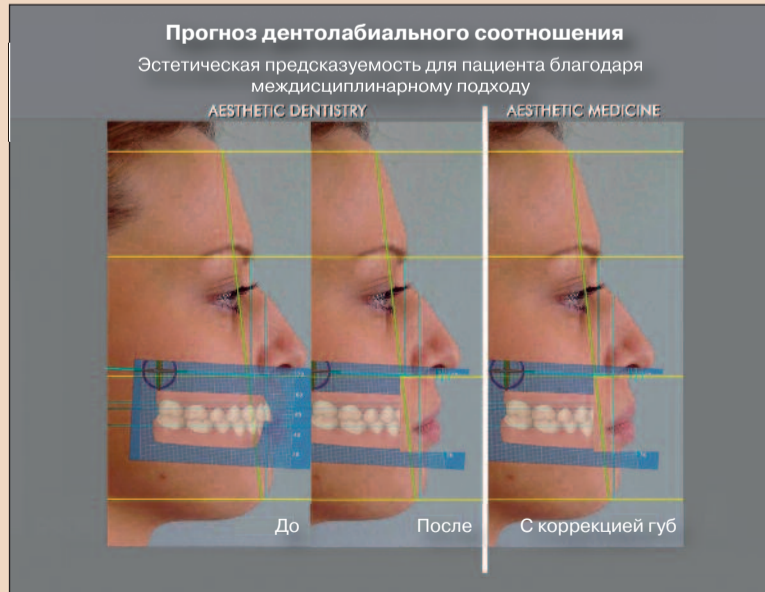 Прогноз дентолабиального соотношения
Эстетическая предсказуемость для пациента благодаря
междисциплинарному подходу
AESTHETIC DENTISTRY
AESTHETIC MEDICINE
До
После
С коррекцией губ